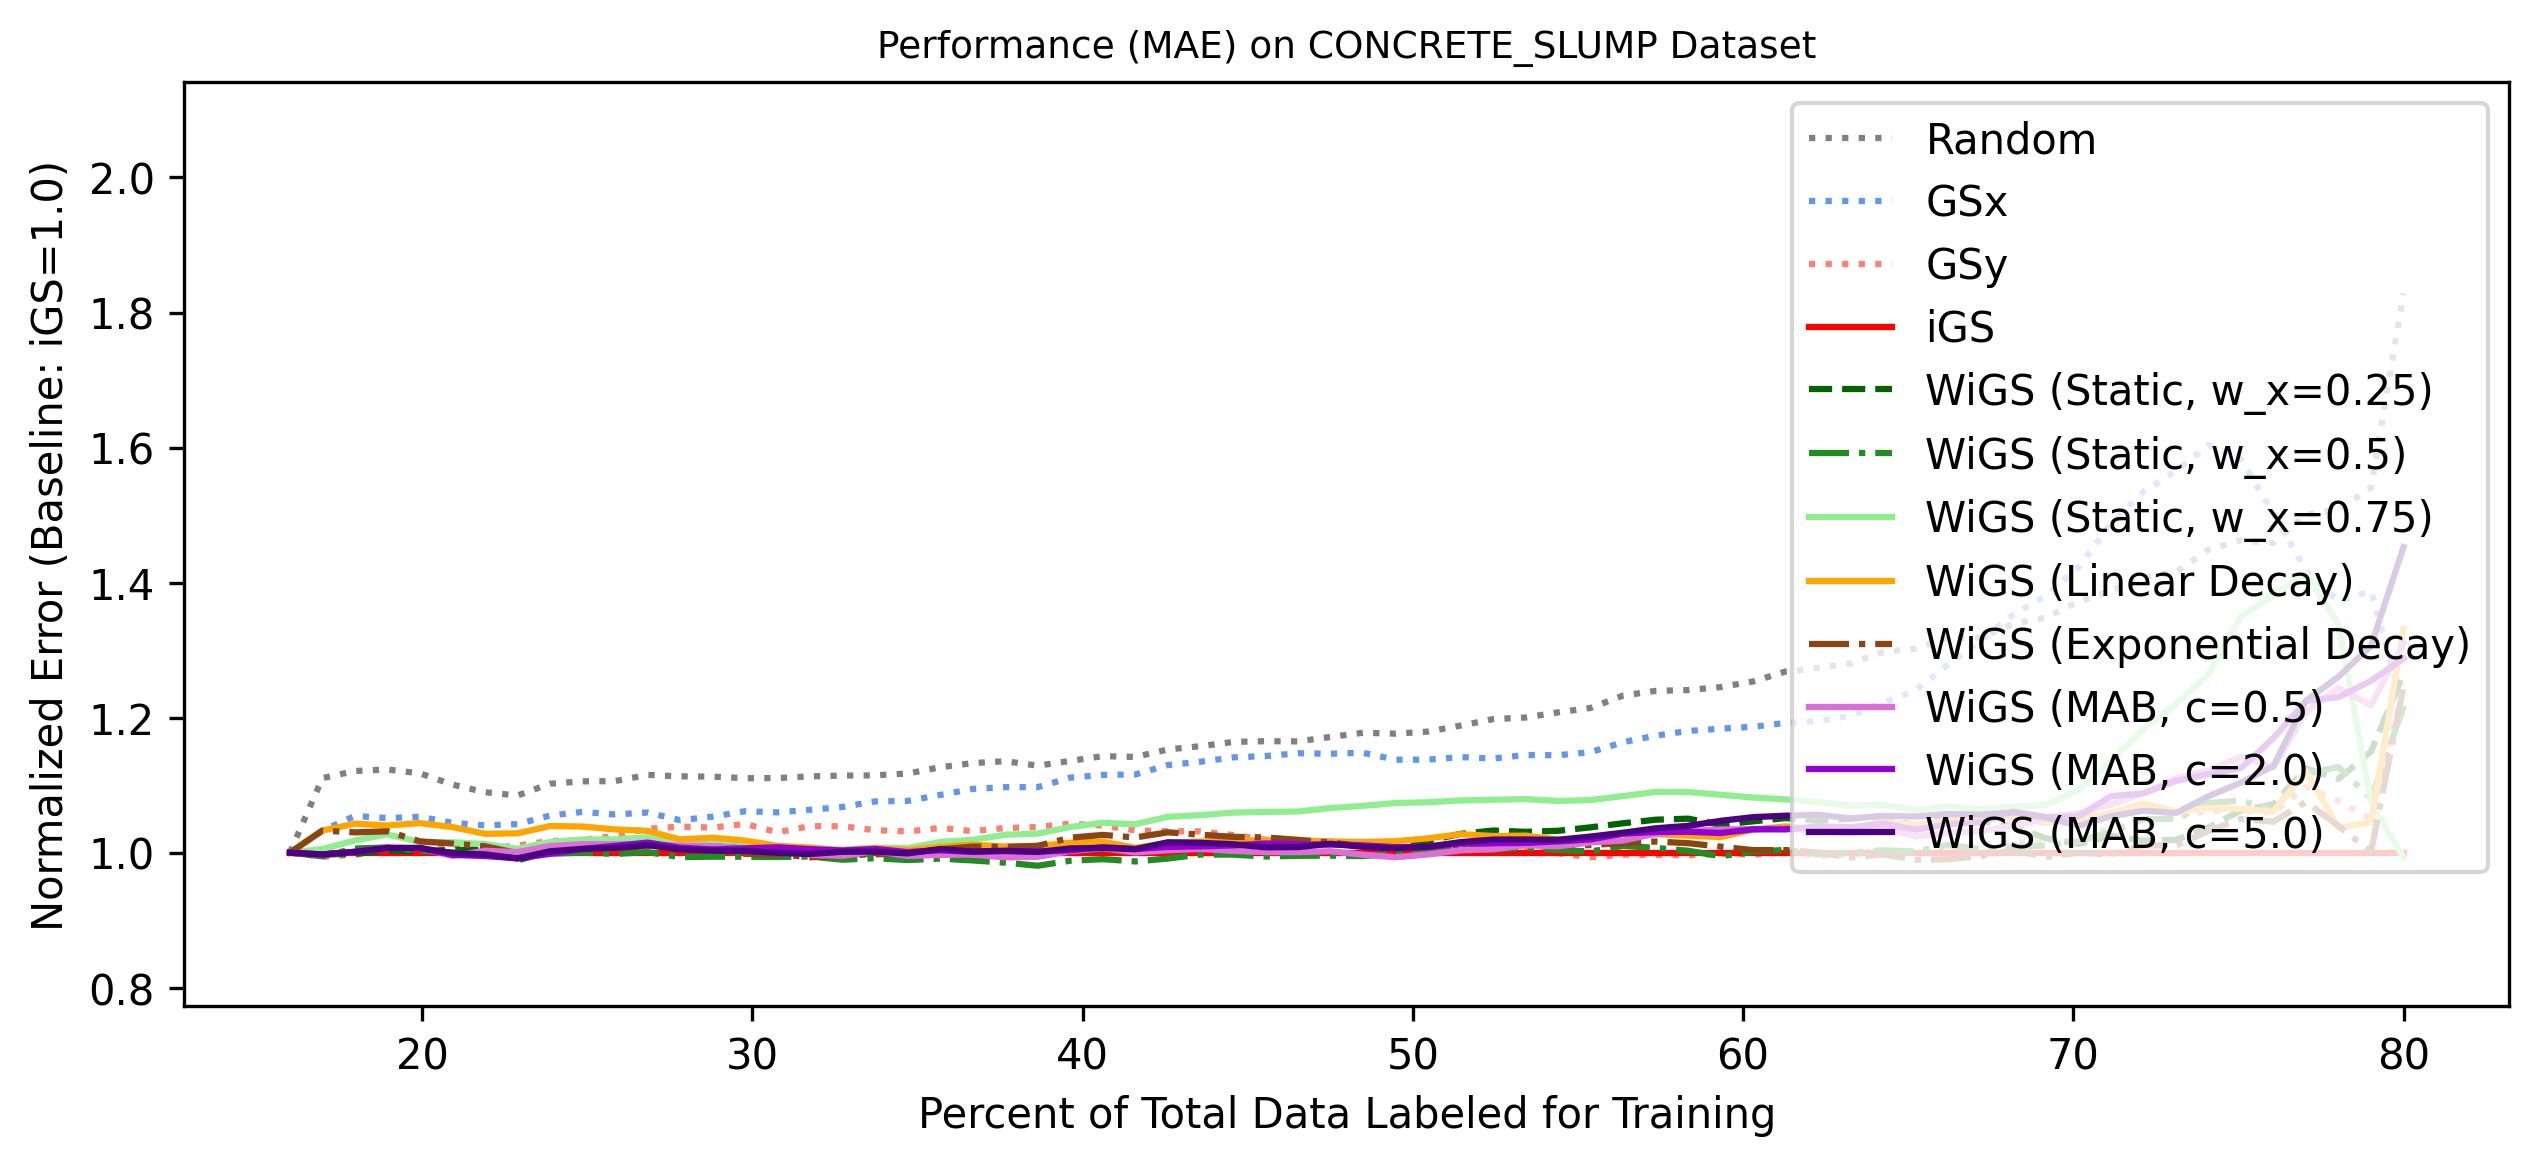 Performance (MAE) on CONCRETE_SLUMP Dataset
Normalized Error (Baseline: iGS=1.0)
2.0
1.8
1.6
1.4
1.2
1.0
0.8
Random
GSx
GSy
iGS
WiGS (Static, w_x=0.25)
WiGS (Static, w_x=0.5)
WiGS (Static, w_x=0.75)
WiGS (Linear Decay)
WiGS (Exponential Decay)
WiGS (MAB, c=0.5)
WiGS (MAB, c=2.0)
WiGS (MAB, c=5.0)
20 30 40 50 60 70 80
Percent of Total Data Labeled for Training